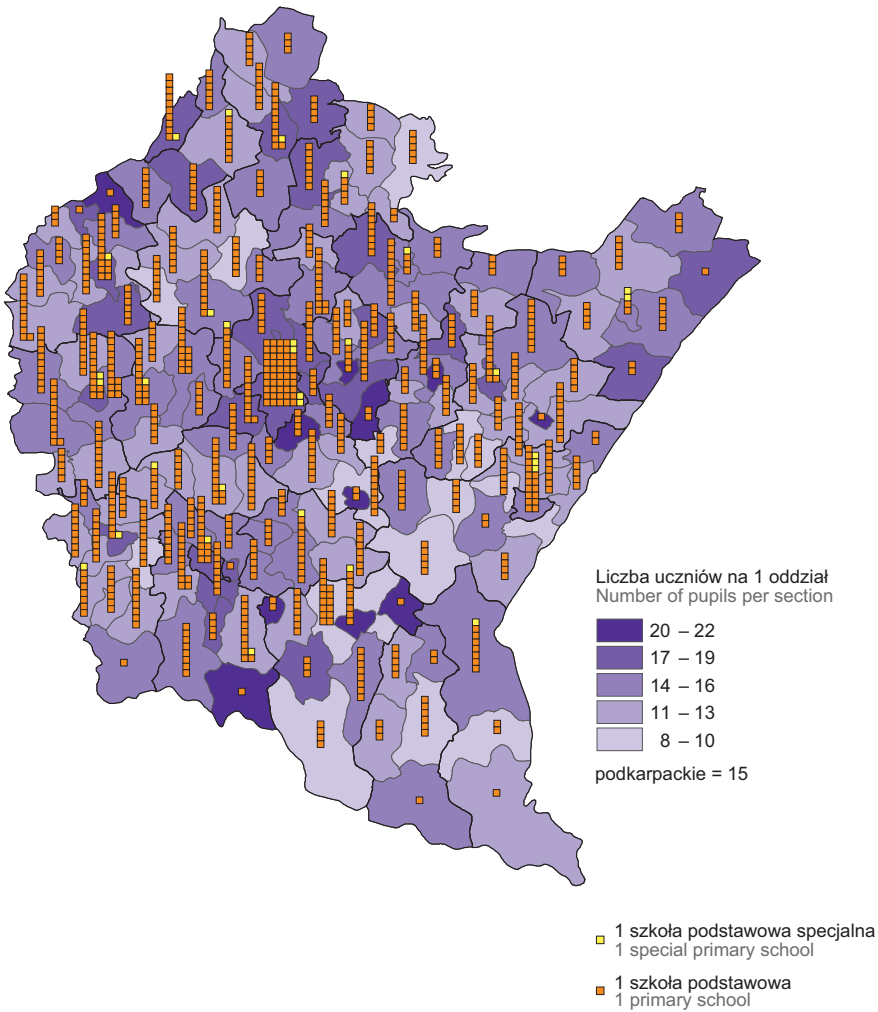 Liczba uczniów na 1 oddział
Number of pupils per section
20 – 22
17 – 19
14 – 16
11 – 13
8 – 10
podkarpackie = 15
1 szkoła podstawowa specjalna
1 special primary school
1 szkoła podstawowa
1 primary school